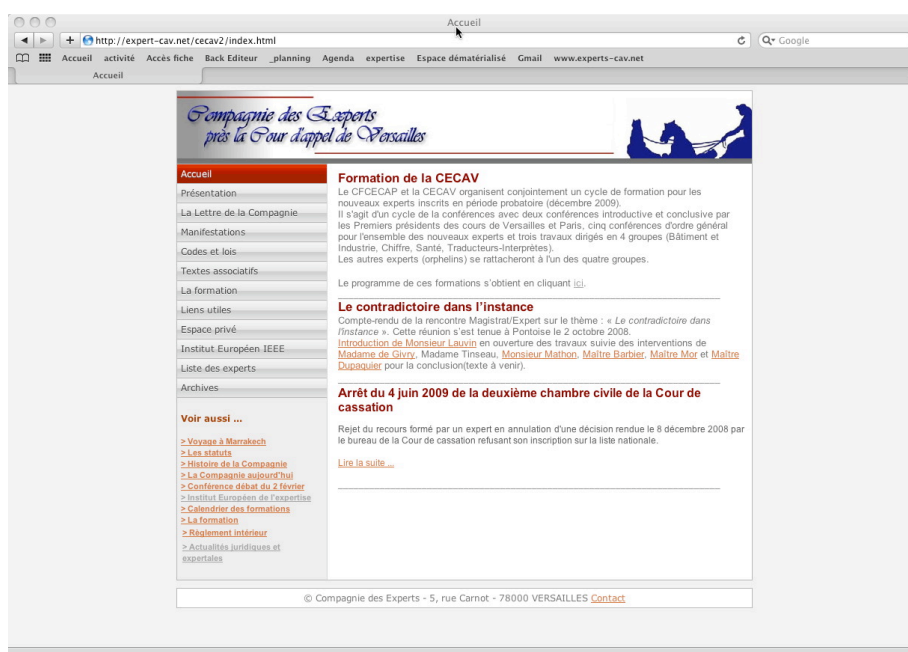 Accueil
http://expert-cav.net/cecav2/index.html
Google
Accueil activité Accès fiche Back Editeur _planning Agenda expertise Espace dématérialisé Gmail www.experts-cav.net
Accueil
Compagnie des Experts
près la Cour d'appel de Versailles
Accueil
Présentation
La Lettre de la Compagnie
Manifestations
Codes et lois
Textes associatifs
La formation
Liens utiles
Espace privé
Institut Européen IEEE
Liste des experts
Archives
Voir aussi ...
> Voyage à Marrakech
> Les statuts
> Histoire de la Compagnie
> La Compagnie aujourd'hui
> Conférence débat du 2 février
> Institut Européen de l'expertise
> Calendrier des formations
> La formation
> Règlement intérieur
> Actualités juridiques et
expertales
Formation de la CECAV
Le CFCECAP et la CECAV organisent conjointement un cycle de formation pour les
nouveaux experts inscrits en période probatoire (décembre 2009).
Il s'agit d'un cycle de la conférences avec deux conférences introductive et conclusive par
les Premiers présidents des cours de Versailles et Paris, cinq conférences d'ordre général
pour l'ensemble des nouveaux experts et trois travaux dirigés en 4 groupes (Bâtiment et
Industrie, Chiffre, Santé, Traducteurs-Interprètes).
Les autres experts (orphelins) se rattacheront à l'un des quatre groupes.
Le programme de ces formations s'obtient en cliquant ici.
Le contradictoire dans l'instance
Compte-rendu de la rencontre Magistrat/Expert sur le thème : « Le contradictoire dans
l'instance ». Cette réunion s'est tenue à Pontoise le 2 octobre 2008.
Introduction de Monsieur Lauvin en ouverture des travaux suivie des interventions de
Madame de Givry, Madame Tinseau, Monsieur Mathon, Maître Barbier, Maître Mor et Maître
Dupaquier pour la conclusion(texte à venir).
Arrêt du 4 juin 2009 de la deuxième chambre civile de la Cour de
cassation
Rejet du recours formé par un expert en annulation d'une décision rendue le 8 décembre 2008 par
le bureau de la Cour de cassation refusant son inscription sur la liste nationale.
Lire la suite ...
© Compagnie des Experts - 5, rue Carnot - 78000 VERSAILLES Contact